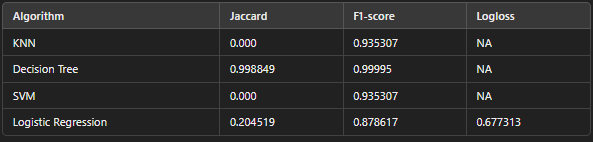 Algorithm Jaccard F1-score Logloss
KNN 0.000 0.935307 NA
Decision Tree 0.998849 0.99995 NA
SVM 0.000 0.935307 NA
Logistic Regression 0.204519 0.878617 0.677313